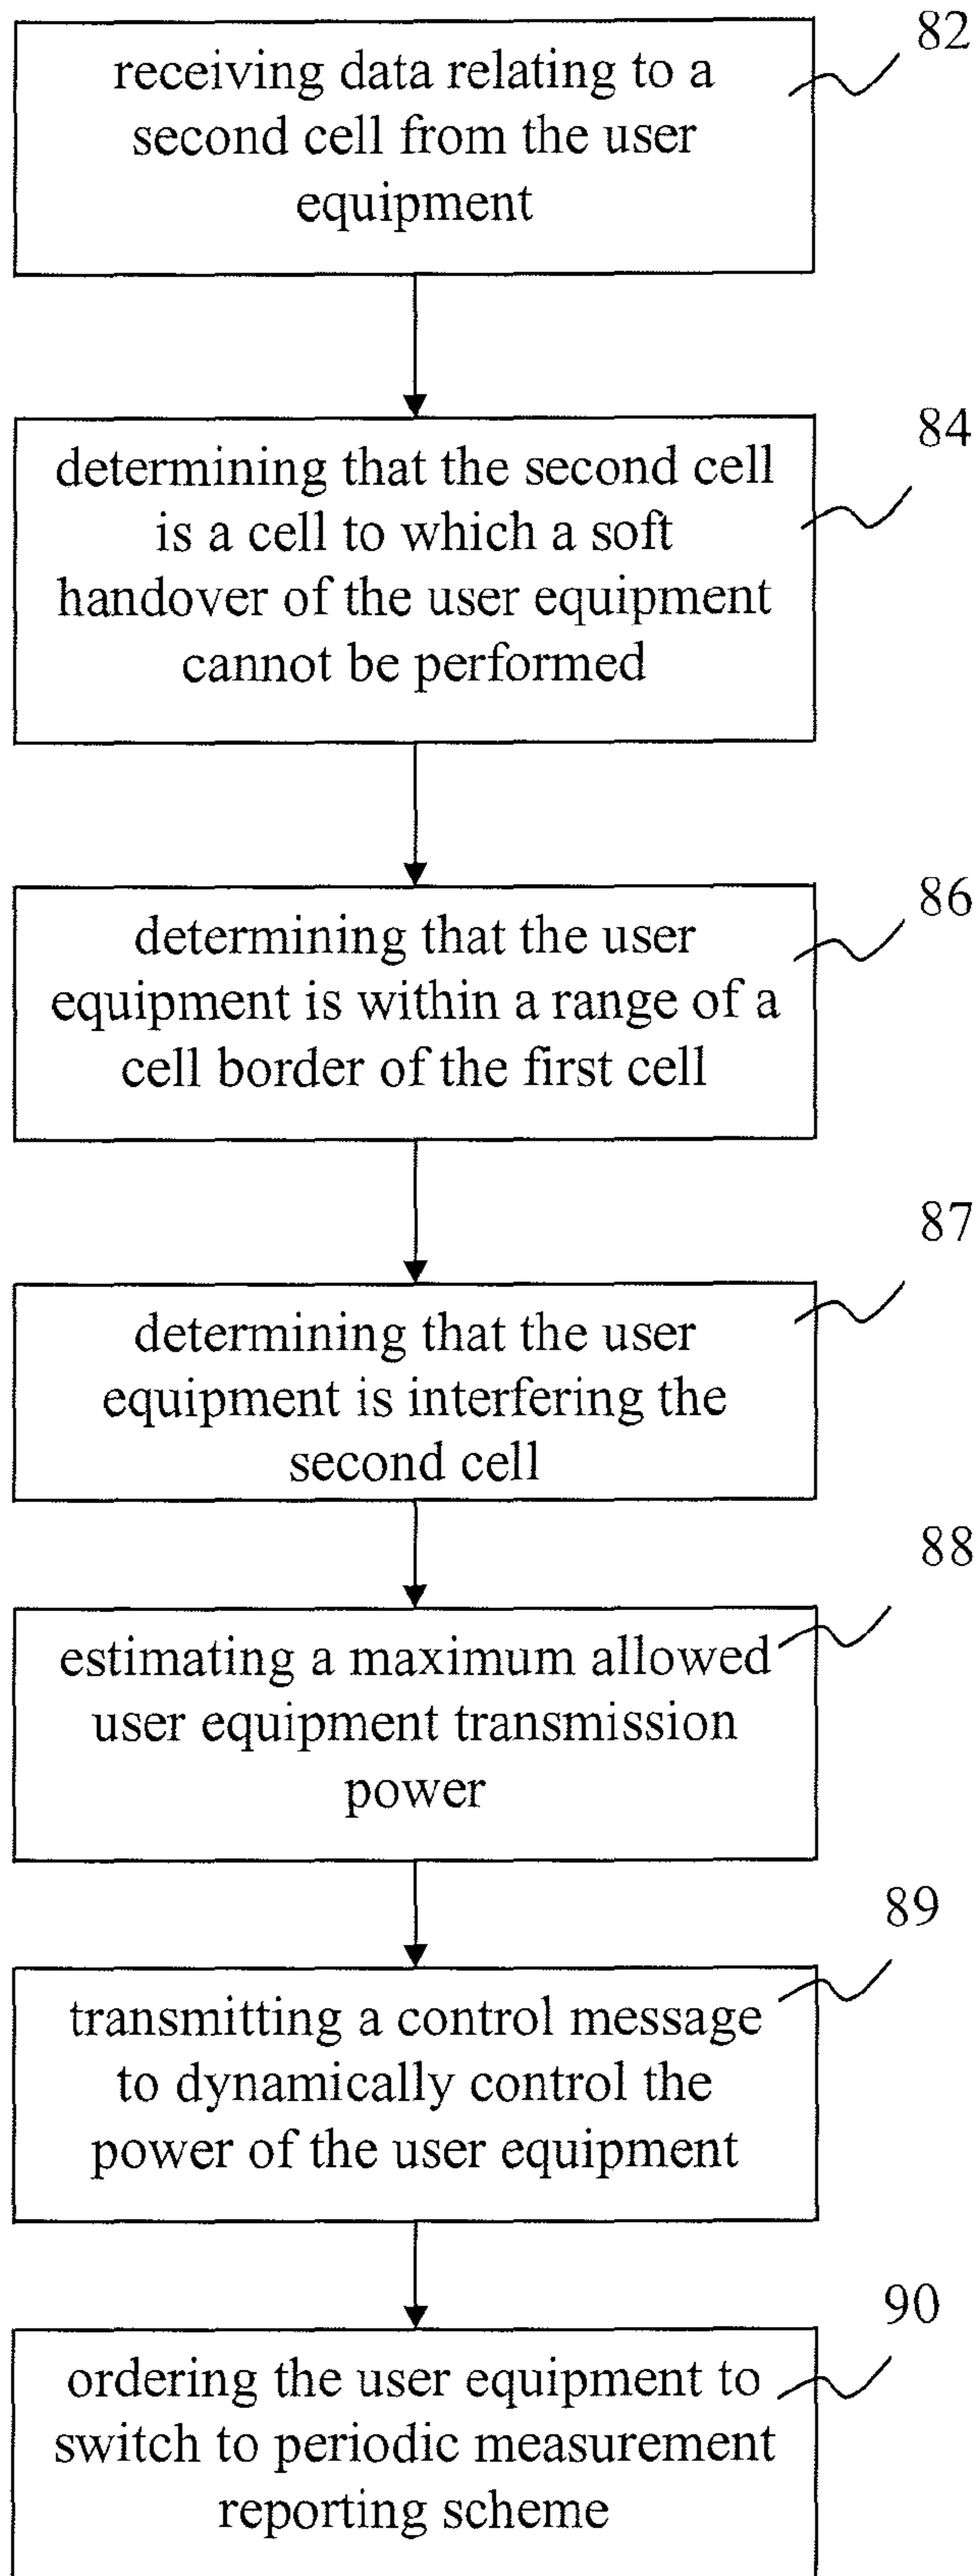 82
receiving data relating to a
second cell from the user
equipment
84
determining that the second cell
is a cell to which a soft
handover of the user equipment
cannot be performed
86
determining that the user
equipment is within a range of a
cell border of the first cell
87
determining that the user
equipment is interfering the
second cell
88
estimating a maximum allowed
user equipment transmission
power
89
transmitting a control message
to dynamically control the
power of the user equipment
90
ordering the user equipment to
switch to periodic measurement
reporting scheme